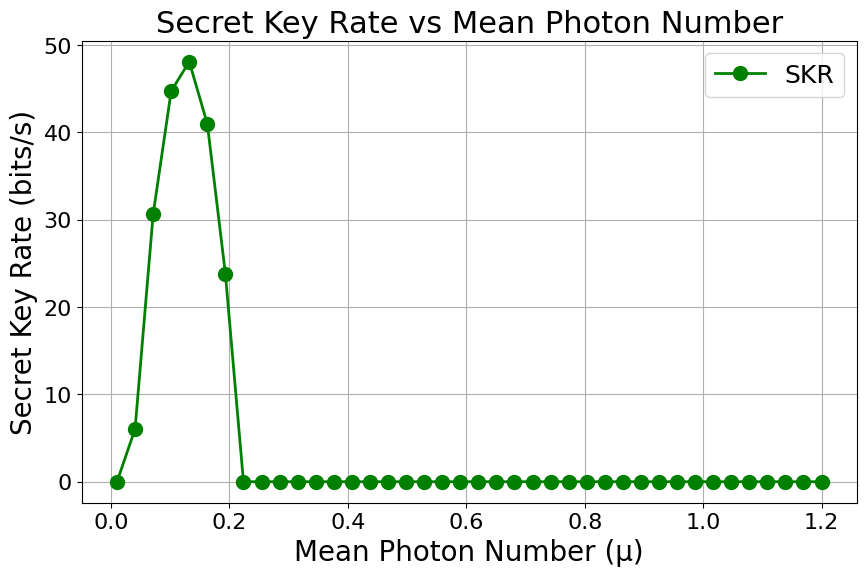 Secret Key Rate vs Mean Photon Number
SKR
Secret Key Rate (bits/s)
50
40
30
20
10
0
0.0 0.2 0.4 0.6 0.8 1.0 1.2
Mean Photon Number (μ)